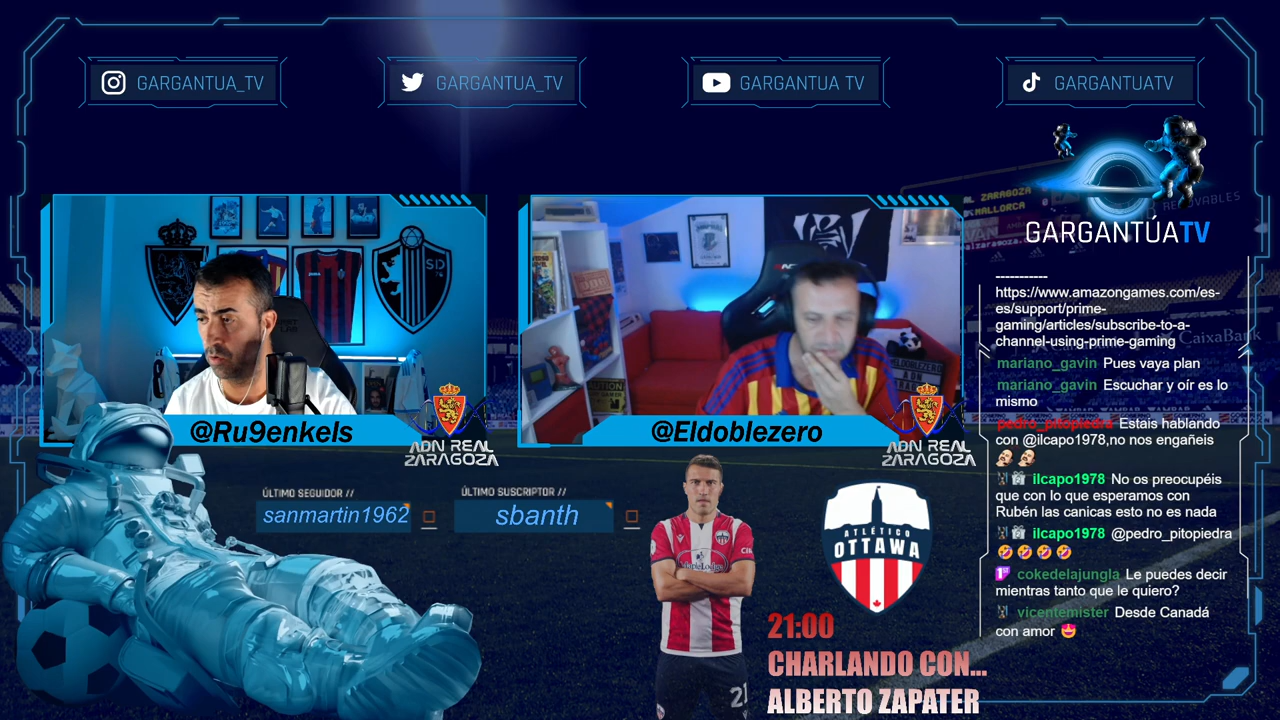 GARGANTUA_TV
GARGANTUA_TV
GARGANTUA TV
GARGANTUATV
GARGANTÚATV
ZARAGOZA
MALLORCA
CaixaBank
-----------
https://www.amazongames.com/es-
es/support/prime-
gaming/articles/subscribe-to-a-
channel-using-prime-gaming
mariano_gavin Pues vaya plan
mariano_gavin Escuchar y oír es lo
mismo
pedro_pitopiedra Estais hablando
con @ilcapo1978,no nos engañeis
ilcapo1978 No os preocupéis
que con lo que esperamos con
Rubén las canicas esto no es nada
ilcapo1978 @pedro_pitopiedra
🤣🤣🤣🤣
cokedelajungla Le puedes decir
mientras tanto que le quiero?
vicentemister Desde Canadá
con amor 🤩
SD
@Ru9enkels
ADN REAL
ZARAGOZA
@Eldoblezero
ADN REAL
ZARAGOZA
ÚLTIMO SEGUIDOR //
sanmartin1962
ÚLTIMO SUSCRIPTOR //
sbanth
ATLÉTICO
OTTAWA
21
21:00
CHARLANDO CON...
ALBERTO ZAPATER